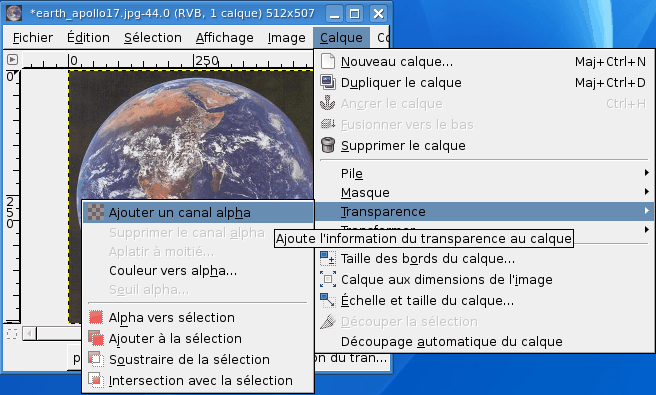 *earth_apollo17.jpg-44.0 (RVB, 1 calque) 512x507
Fichier Édition Sélection Affichage Image Calque
0 250
0
250
Nouveau calque... Maj+Ctrl+N
Dupliquer le calque Maj+Ctrl+D
Ancrer le calque Ctrl+H
Fusionner vers le bas
Supprimer le calque
Pile
Masque
Transparence
Transformer
Ajoute l'information du transparence au calque
Taille des bords du calque...
Calque aux dimensions de l'image
Échelle et taille du calque...
Découper la sélection
Découpage automatique du calque
Ajouter un canal alpha
Supprimer le canal alpha
Aplatir à moitié...
Couleur vers alpha...
Seuil alpha...
Alpha vers sélection
Ajouter à la sélection
Soustraire de la sélection
Intersection avec la sélection
du tran...